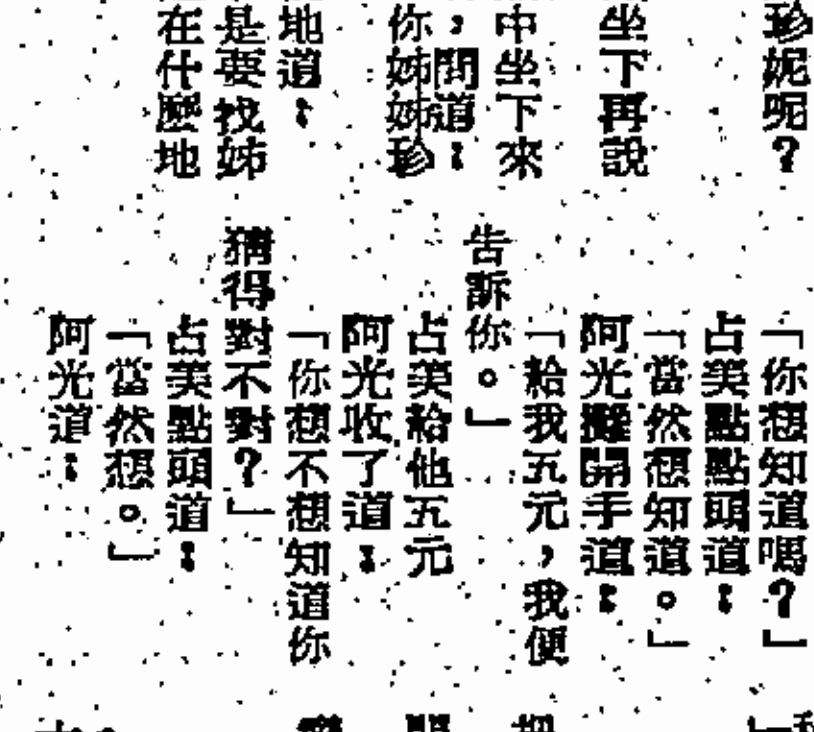 珍妮呢？
坐下再說
中坐下來
，問道：
你姊姊珍
地道：
是要找姊
在什麼地
「你想知道嗎？」
占美點點頭道：
「當然想知道。」
阿光攤開手道：
「給我五元，我便
告訴你。」
占美給他五元
阿光收了道：
「你想不想知道你
猜得對不對？」
占美點頭道：
「當然想。」
阿光道：